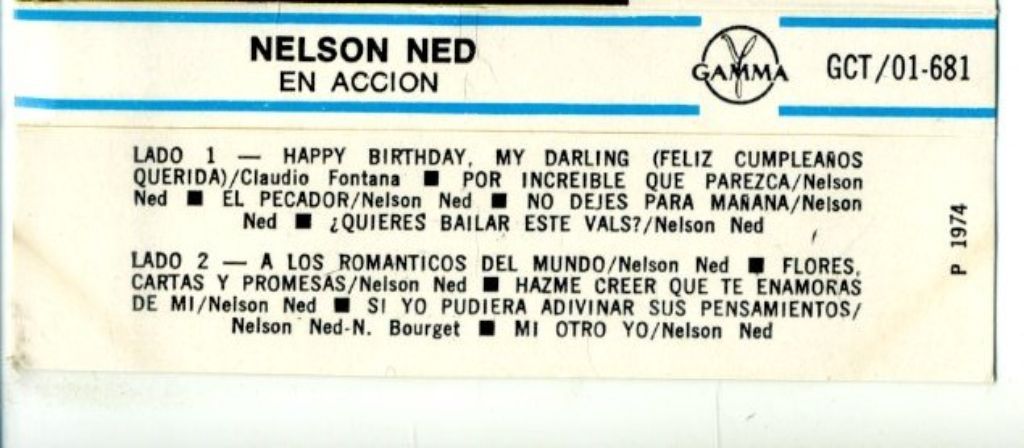 NELSON NED
EN ACCION
GAMMA
GCT/01-681
LADO 1 — HAPPY BIRTHDAY, MY DARLING (FELIZ CUMPLEAÑOS
QUERIDA)/Claudio Fontana ■ POR INCREIBLE QUE PAREZCA/Nelson
Ned ■ EL PECADOR/Nelson Ned ■ NO DEJES PARA MAÑANA/Nelson
Ned ■ ¿QUIERES BAILAR ESTE VALS?/Nelson Ned
LADO 2 — A LOS ROMANTICOS DEL MUNDO/Nelson Ned ■ FLORES,
CARTAS Y PROMESAS/Nelson Ned ■ HAZME CREER QUE TE ENAMORAS
DE MI/Nelson Ned ■ SI YO PUDIERA ADIVINAR SUS PENSAMIENTOS/
Nelson Ned-N. Bourget ■ MI OTRO YO/Nelson Ned
P 1974